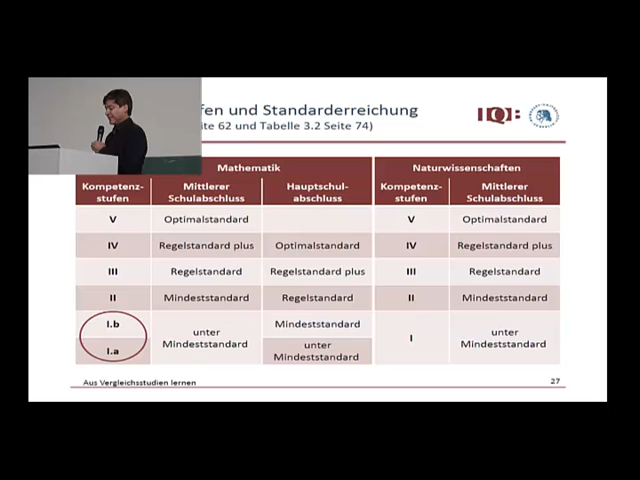 fen und Standarderreichung
ite 62 und Tabelle 3.2 Seite 74)
IQB
Mathematik Naturwissenschaften
Kompetenz-stufen Mittlerer Schulabschluss Hauptschul-abschluss Kompetenz-stufen Mittlerer Schulabschluss
V Optimalstandard V Optimalstandard
IV Regelstandard plus Optimalstandard IV Regelstandard plus
III Regelstandard Regelstandard plus III Regelstandard
II Mindeststandard Regelstandard II Mindeststandard
I.b unter Mindeststandard Mindeststandard I unter Mindeststandard
I.a unter Mindeststandard
Aus Vergleichsstudien lernen 27